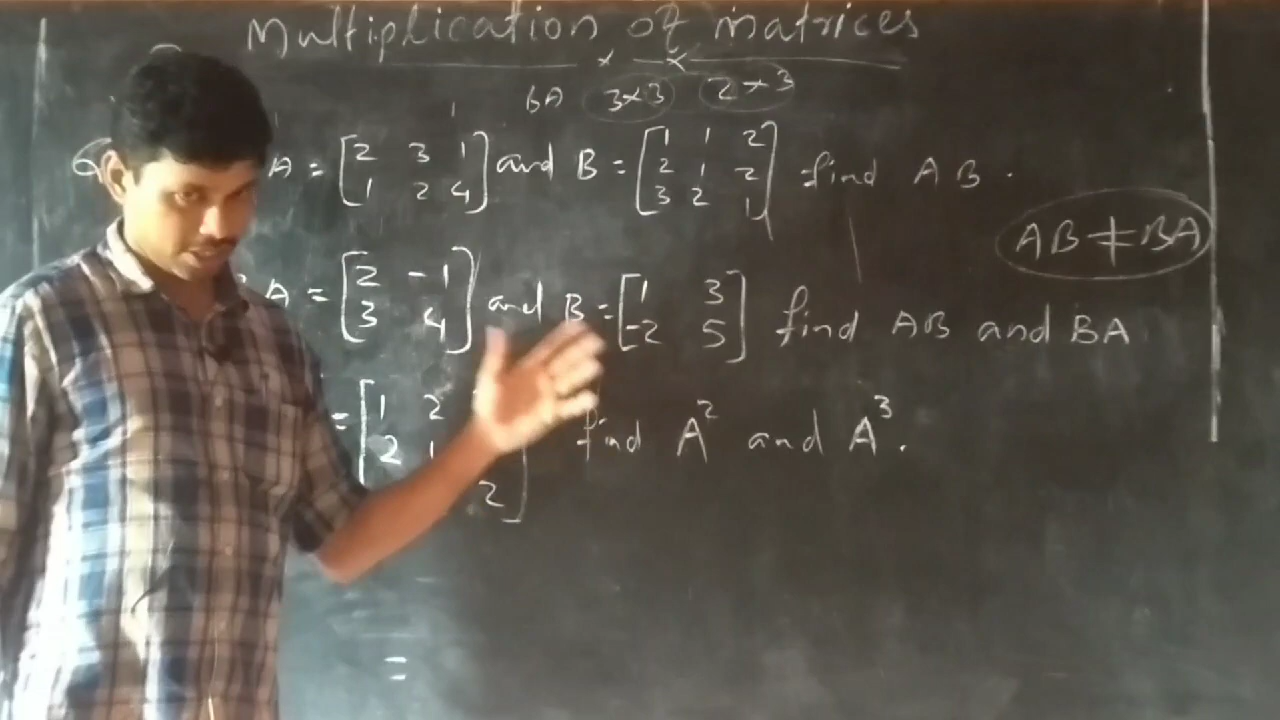 Multiplication of matrices
BA 3×3 2×3
A = [2 3 1] and B = [1 1 2] find AB.
[1 2 4] [2 1 2]
[3 2 1]
AB ≠ BA
A = [2 -1] and B = [1 3] find AB and BA
[3 4] [-2 5]
= [1 2 find A² and A³.
2 1
2]
=